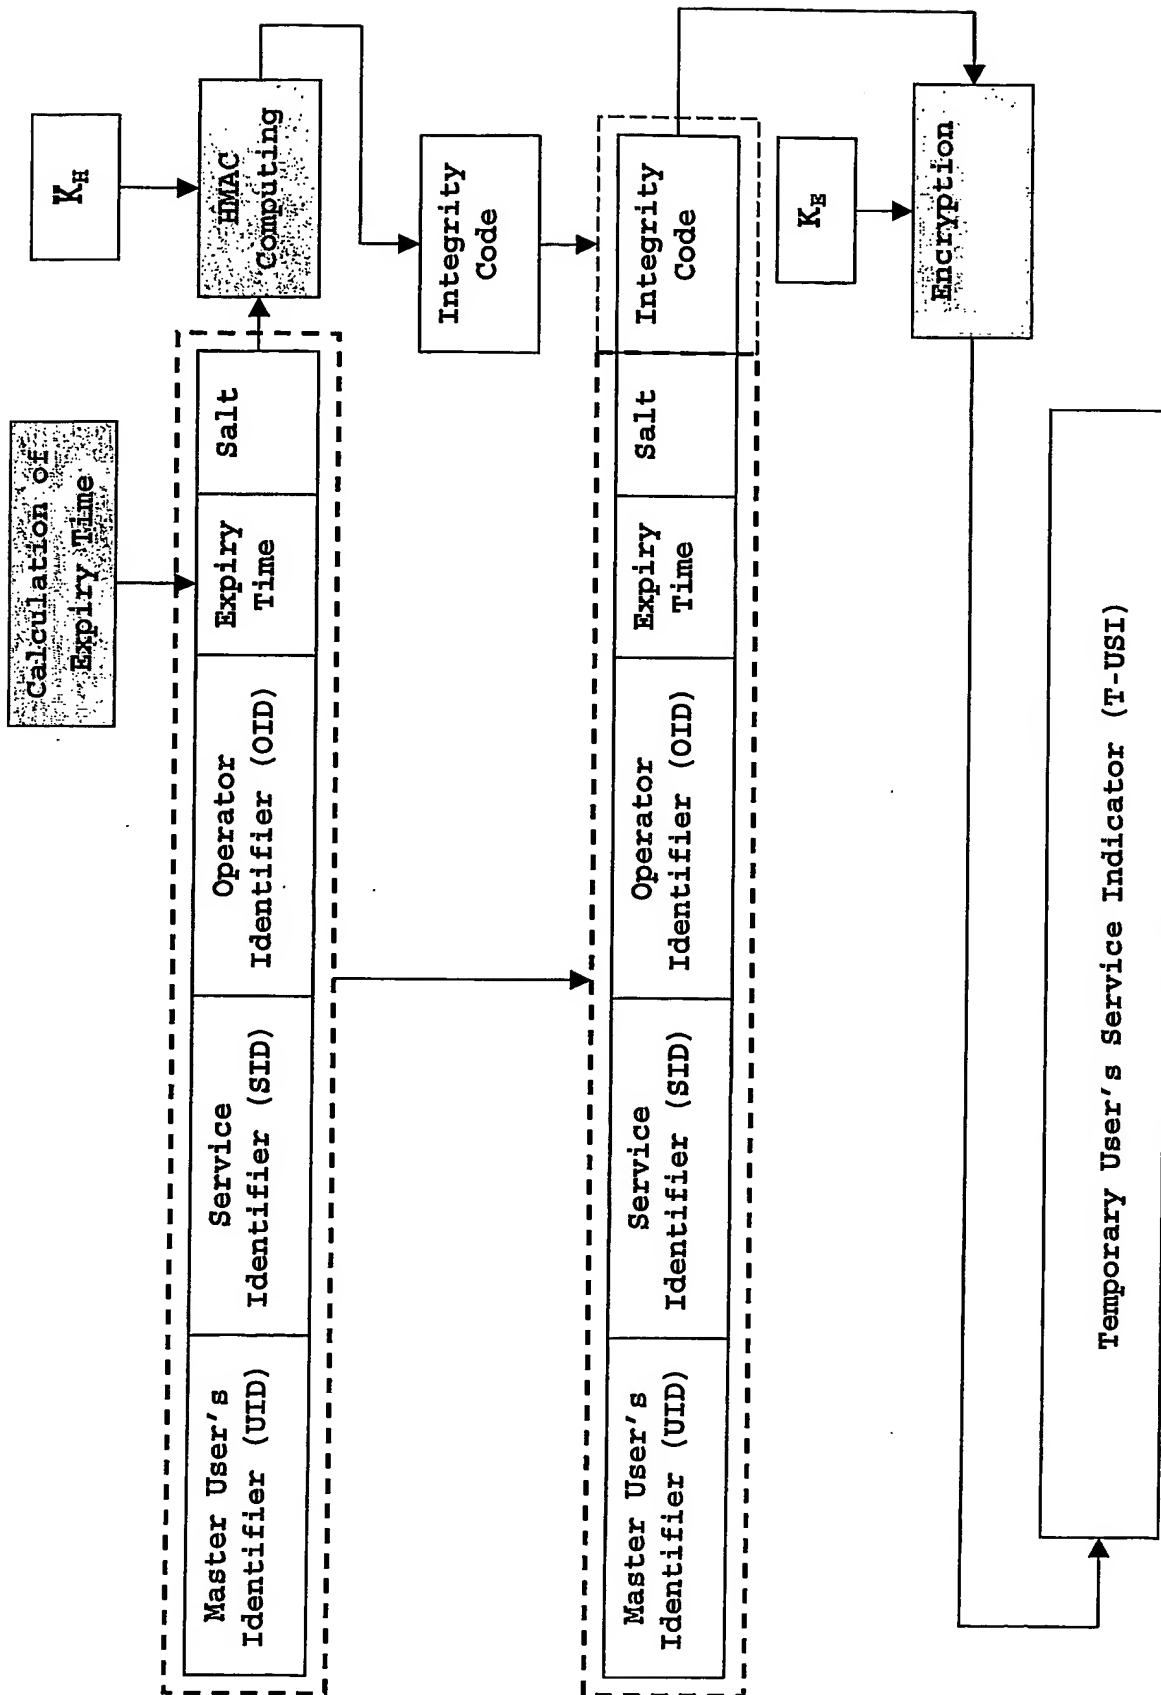 Calculation of
Expiry Time
K_H
Master User's
Identifier (UID)
Service
Identifier (SID)
Operator
Identifier (OID)
Expiry
Time
Salt
HMAC
Computing
Integrity
Code
Master User's
Identifier (UID)
Service
Identifier (SID)
Operator
Identifier (OID)
Expiry
Time
Salt
Integrity
Code
K_E
Encryption
Temporary User's Service Indicator (T-USI)